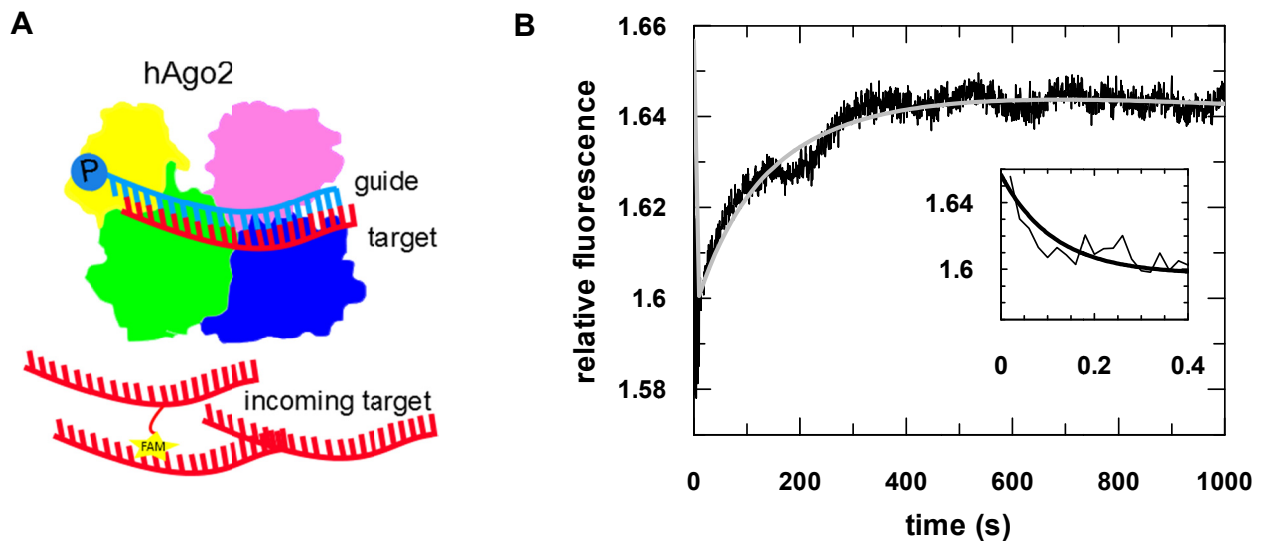 A
hAgo2
P
guide
target
incoming target
FAM
B
relative fluorescence
1.66
1.64
1.62
1.6
1.58
0 200 400 600 800 1000
time (s)
1.64
1.6
0 0.2 0.4